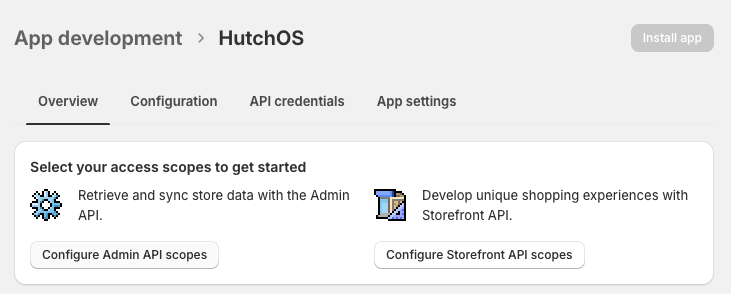 App development > HutchOS
Install app
Overview
Configuration
API credentials
App settings
Select your access scopes to get started
Retrieve and sync store data with the Admin
API.
Develop unique shopping experiences with
Storefront API.
Configure Admin API scopes
Configure Storefront API scopes